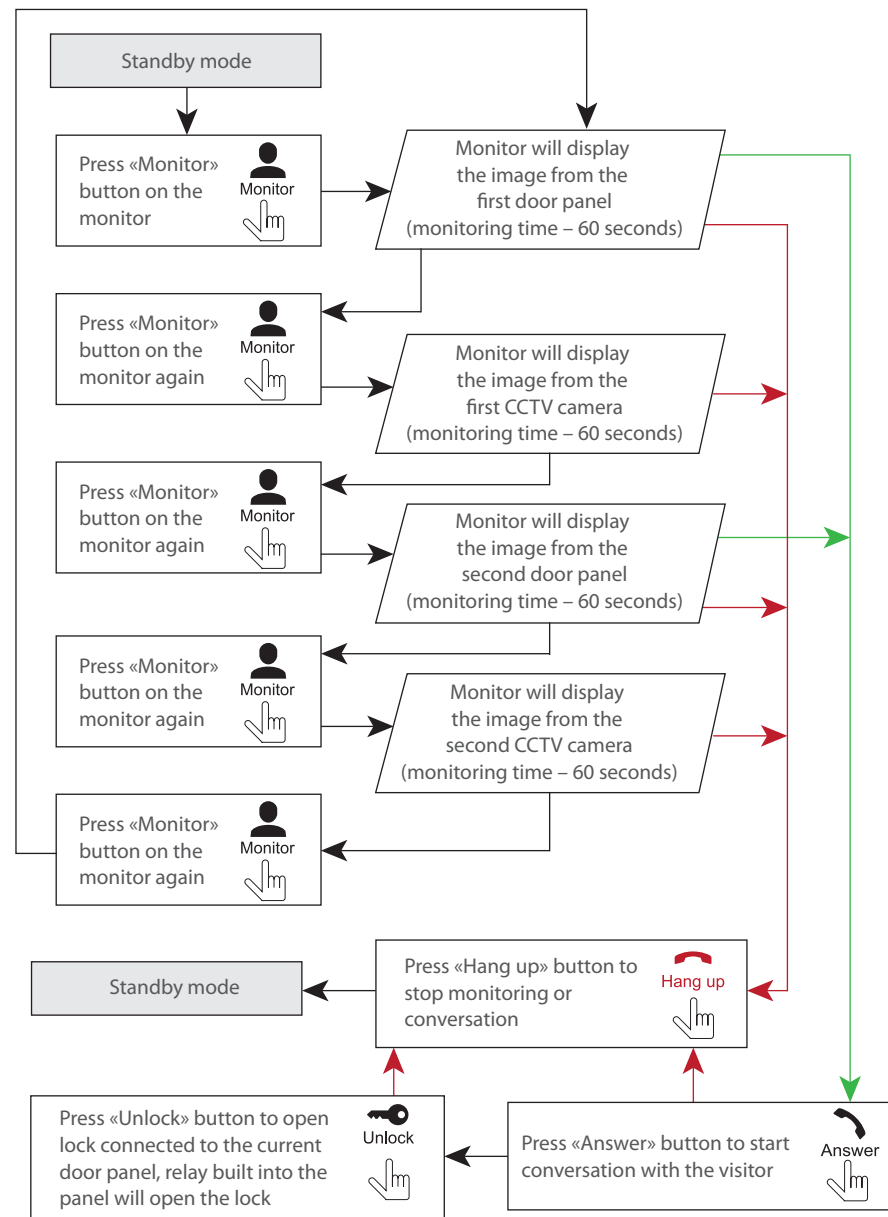 Standby mode
Press «Monitor»
button on the
monitor
Monitor
Monitor will display
the image from the
first door panel
(monitoring time – 60 seconds)
Press «Monitor»
button on the
monitor again
Monitor
Monitor will display
the image from the
first CCTV camera
(monitoring time – 60 seconds)
Press «Monitor»
button on the
monitor again
Monitor
Monitor will display
the image from the
second door panel
(monitoring time – 60 seconds)
Press «Monitor»
button on the
monitor again
Monitor
Monitor will display
the image from the
second CCTV camera
(monitoring time – 60 seconds)
Press «Monitor»
button on the
monitor again
Monitor
Standby mode
Press «Hang up» button to
stop monitoring or
conversation
Hang up
Press «Unlock» button to open
lock connected to the current
door panel, relay built into the
panel will open the lock
Unlock
Press «Answer» button to start
conversation with the visitor
Answer